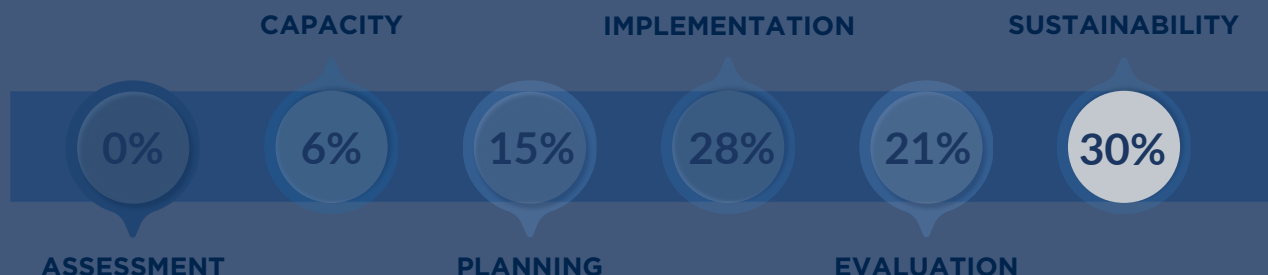 CAPACITY IMPLEMENTATION SUSTAINABILITY
0% 6% 15% 28% 21% 30%
ASSESSMENT PLANNING EVALUATION